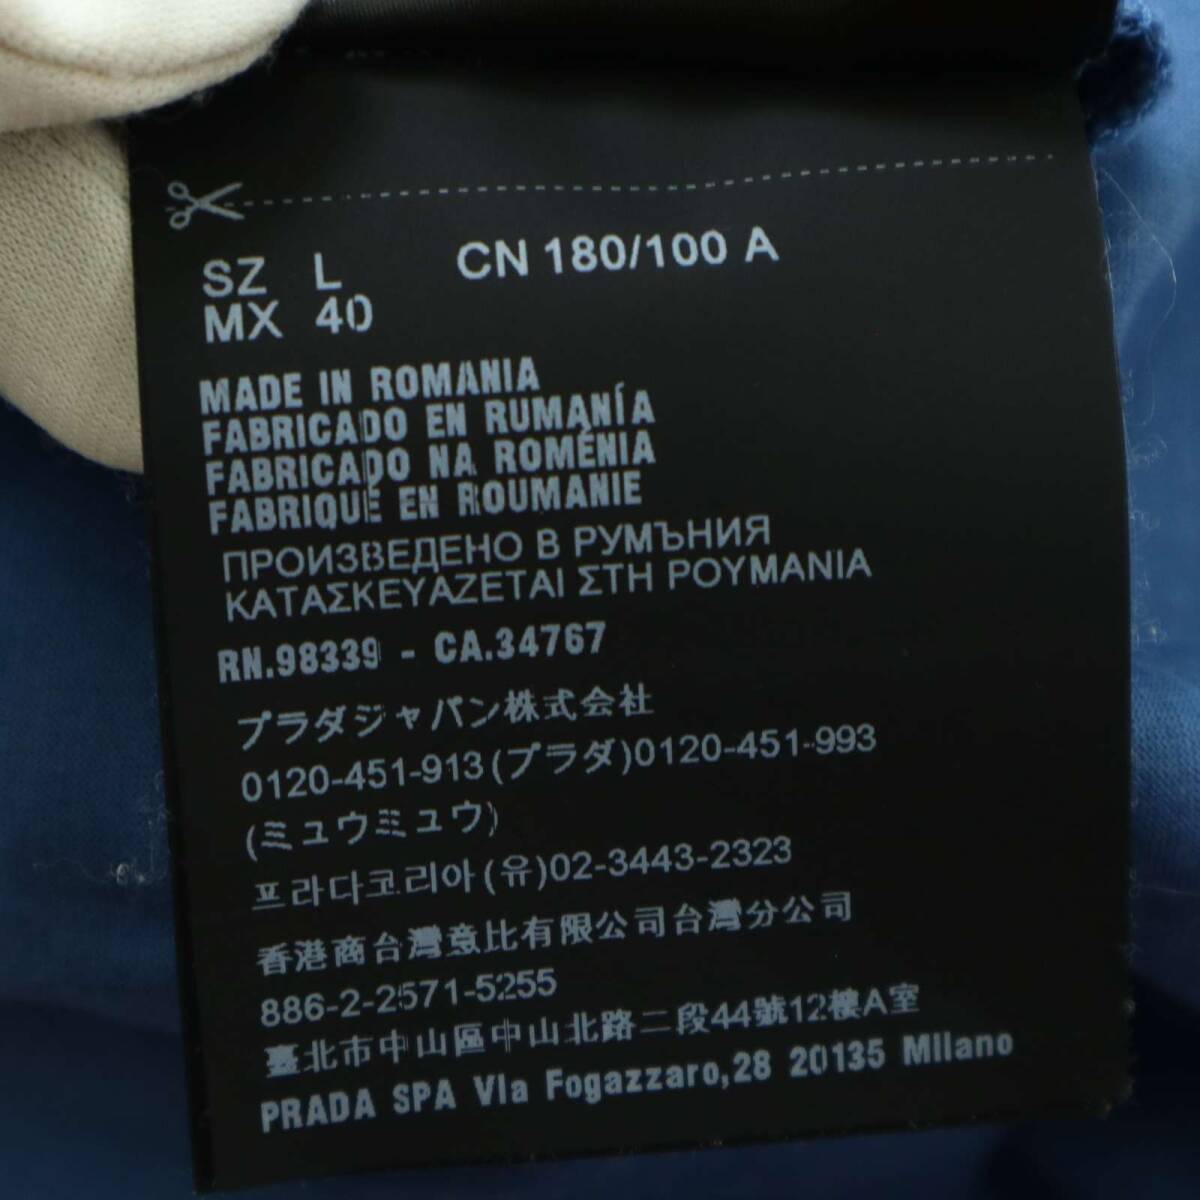 SZ L CN 180/100 A
MX 40
MADE IN ROMANIA
FABRICADO EN RUMANÍA
FABRICADO NA ROMÉNIA
FABRIQUÉ EN ROUMANIE
ПРОИЗВЕДЕНО В РУМЪНИЯ
ΚΑΤΑΣΚΕΥΑΖΕΤΑΙ ΣΤΗ ΡΟΥΜΑΝΙΑ
RN.98339 - CA.34767
プラダジャパン株式会社
0120-451-913(プラダ)0120-451-993
(ミュウミュウ)
프라다코리아(유)02-3443-2323
香港商台灣意比有限公司台灣分公司
886-2-2571-5255
臺北市中山區中山北路二段44號12樓A室
PRADA SPA VIa Fogazzaro,28 20135 MIlano